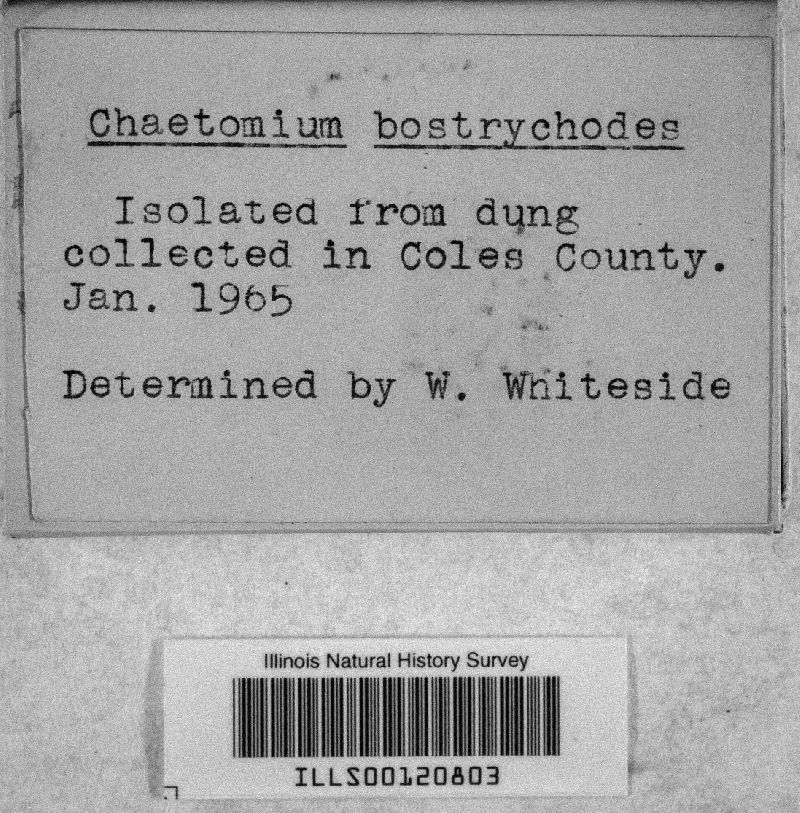 Chaetomium bostrychodes
Isolated from dung
collected in Coles County.
Jan. 1965
Determined by W. Whiteside
Illinois Natural History Survey
ILLS00120803